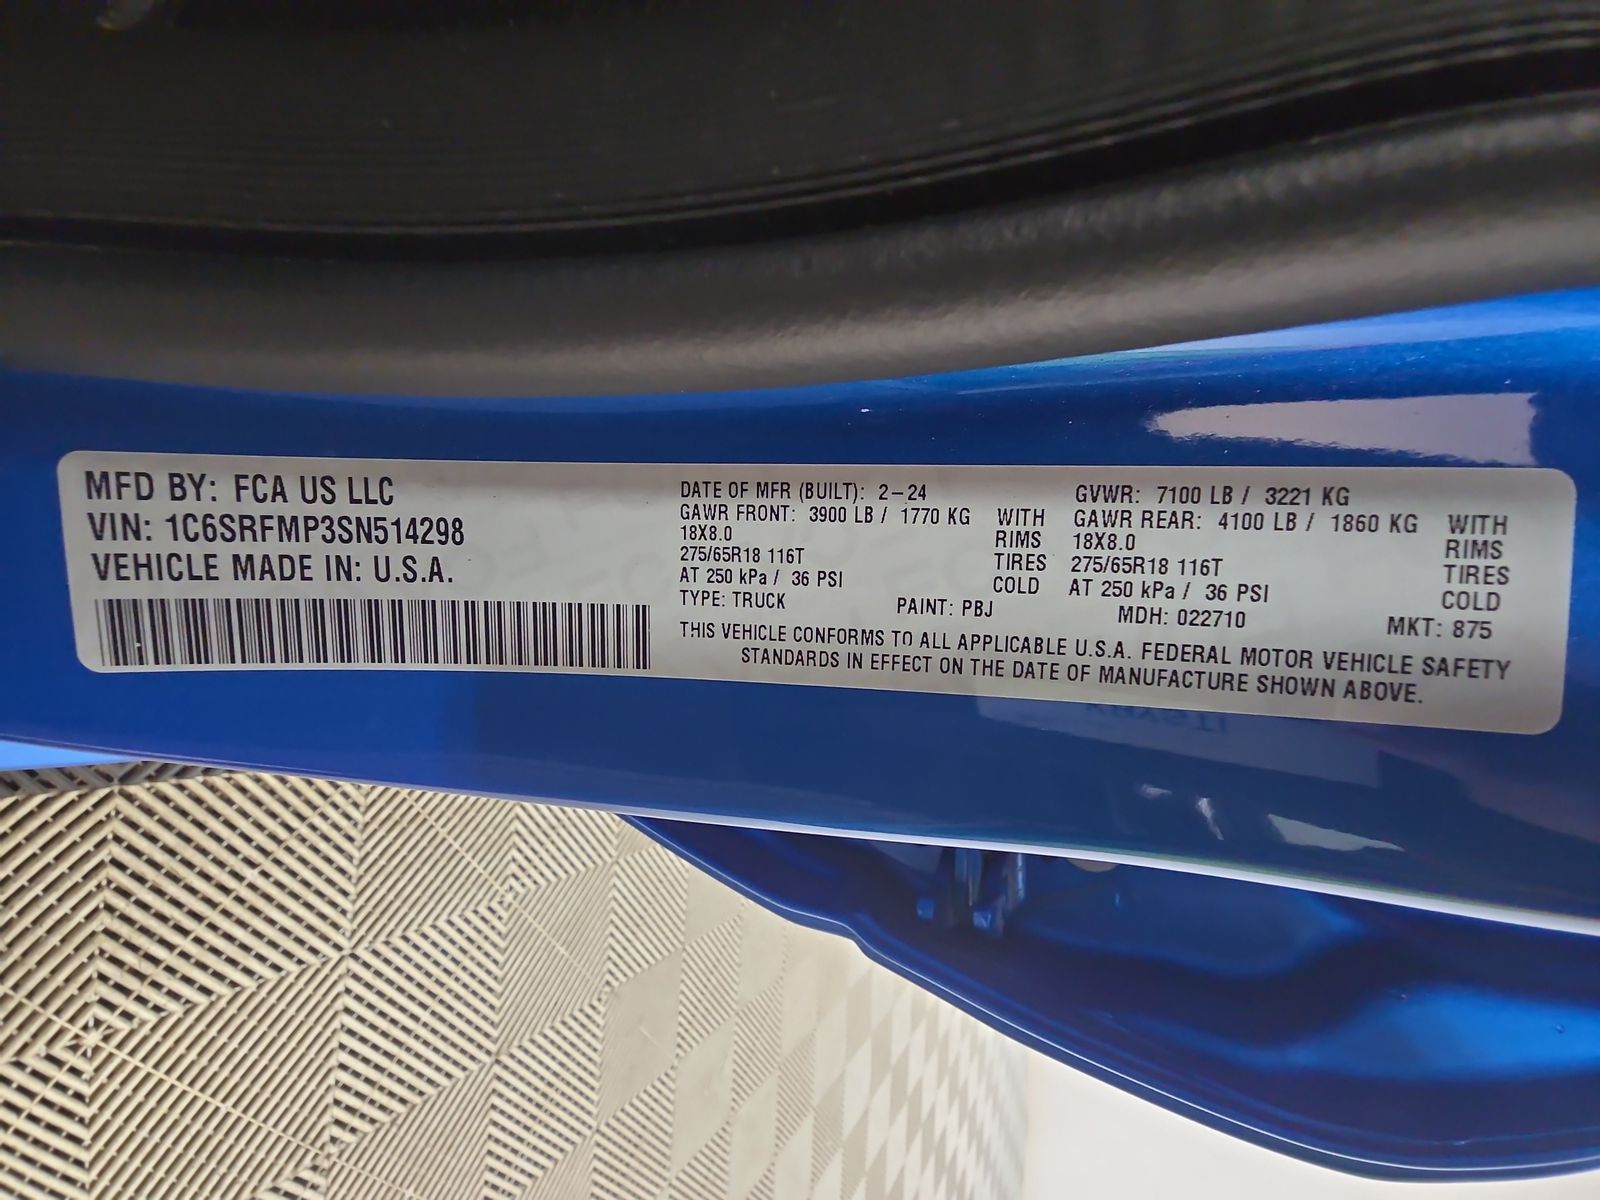 MFD BY: FCA US LLC
VIN: 1C6SRFMP3SN514298
VEHICLE MADE IN: U.S.A.
DATE OF MFR (BUILT): 2-24 GVWR: 7100 LB / 3221 KG
GAWR FRONT: 3900 LB / 1770 KG WITH GAWR REAR: 4100 LB / 1860 KG WITH
18X8.0 RIMS 18X8.0 RIMS
275/65R18 116T TIRES 275/65R18 116T TIRES
AT 250 kPa / 36 PSI COLD AT 250 kPa / 36 PSI COLD
TYPE: TRUCK PAINT: PBJ MDH: 022710 MKT: 875
THIS VEHICLE CONFORMS TO ALL APPLICABLE U.S.A. FEDERAL MOTOR VEHICLE SAFETY
STANDARDS IN EFFECT ON THE DATE OF MANUFACTURE SHOWN ABOVE.